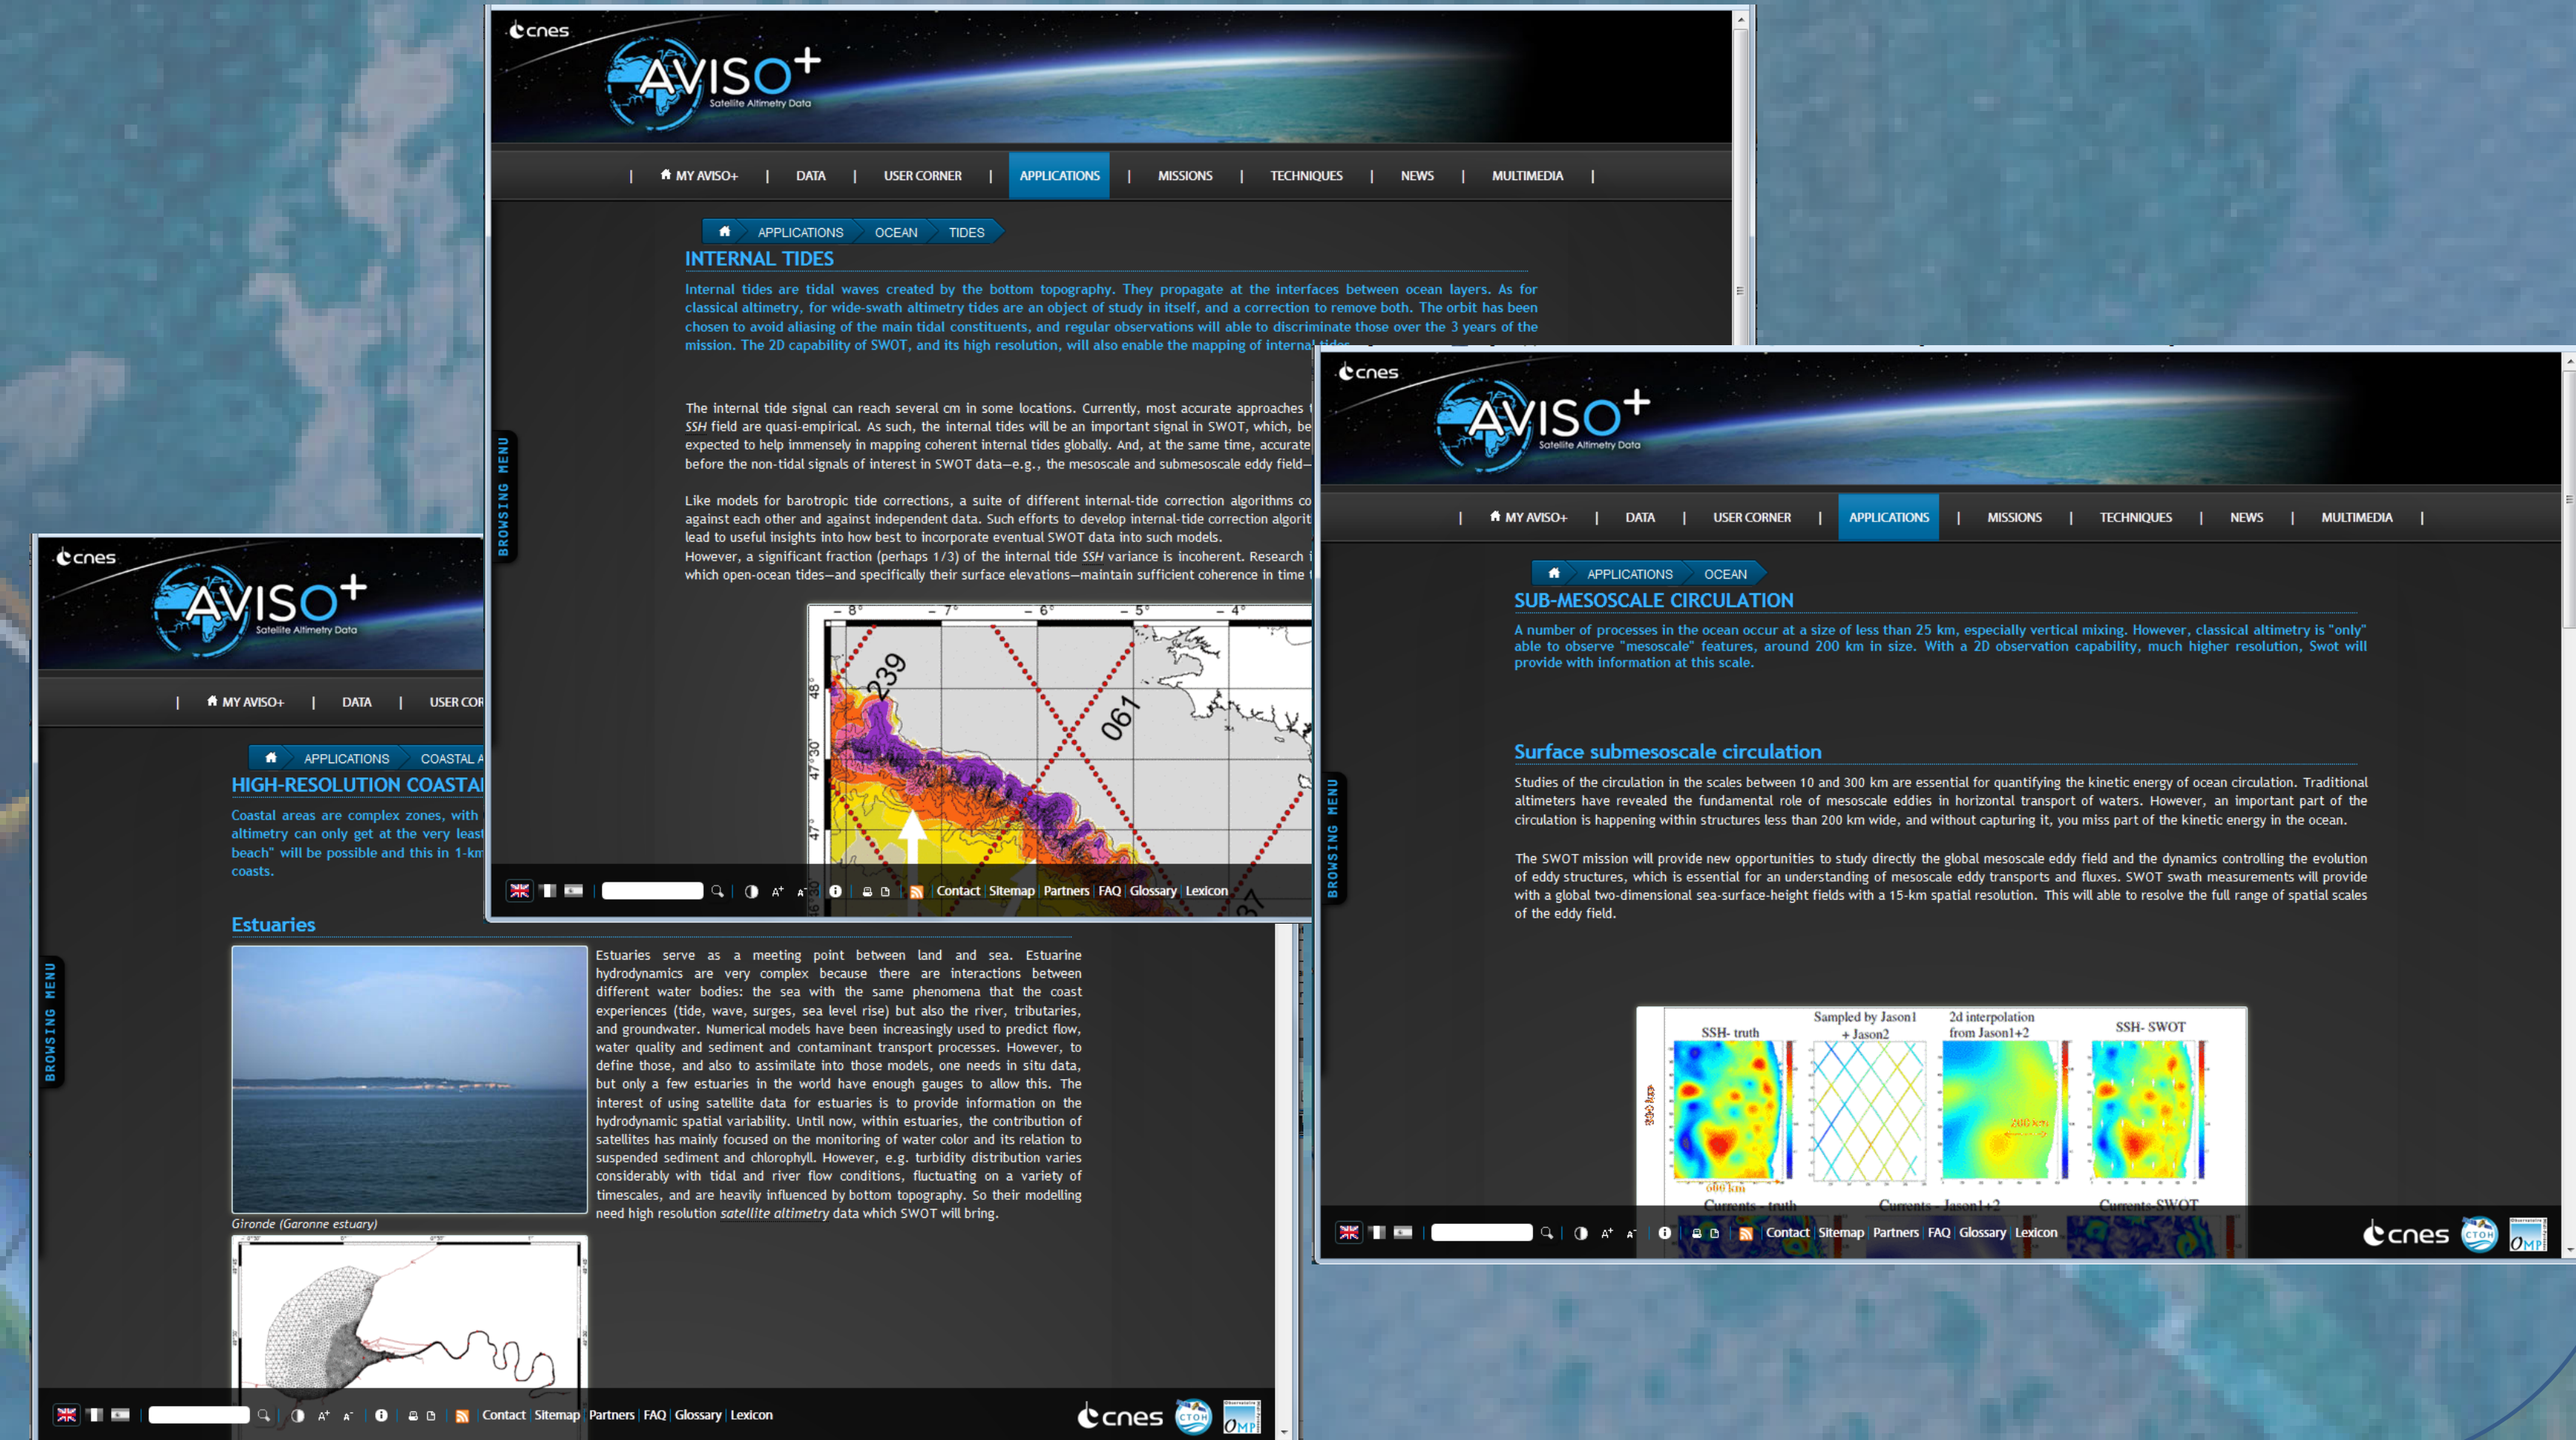 cnes
AVISO+
Satellite Altimetry Data
MY AVISO+ | DATA | USER CORNER | APPLICATIONS | MISSIONS | TECHNIQUES | NEWS | MULTIMEDIA
APPLICATIONS OCEAN TIDES
INTERNAL TIDES
Internal tides are tidal waves created by the bottom topography. They propagate at the interfaces between ocean layers. As for
classical altimetry, for wide-swath altimetry tides are an object of study in itself, and a correction to remove both. The orbit has been
chosen to avoid aliasing of the main tidal constituents, and regular observations will able to discriminate those over the 3 years of the
mission. The 2D capability of SWOT, and its high resolution, will also enable the mapping of internal tides
The internal tide signal can reach several cm in some locations. Currently, most accurate approaches
SSH field are quasi-empirical. As such, the internal tides will be an important signal in SWOT, which, be
expected to help immensely in mapping coherent internal tides globally. And, at the same time, accurate
before the non-tidal signals of interest in SWOT data—e.g., the mesoscale and submesoscale eddy field—
Like models for barotropic tide corrections, a suite of different internal-tide correction algorithms co
against each other and against independent data. Such efforts to develop internal-tide correction algorit
lead to useful insights into how best to incorporate eventual SWOT data into such models.
However, a significant fraction (perhaps 1/3) of the internal tide SSH variance is incoherent. Research
which open-ocean tides—and specifically their surface elevations—maintain sufficient coherence in time
BROWSING MENU
- 8° - 7° - 6° - 5° - 4°
48°
47°30'
47°
239
061
37
Contact | Sitemap | Partners | FAQ | Glossary | Lexicon
cnes
AVISO+
Satellite Altimetry Data
MY AVISO+ | DATA | USER CORNER | APPLICATIONS | MISSIONS | TECHNIQUES | NEWS | MULTIMEDIA
APPLICATIONS OCEAN
SUB-MESOSCALE CIRCULATION
A number of processes in the ocean occur at a size of less than 25 km, especially vertical mixing. However, classical altimetry is "only"
able to observe "mesoscale" features, around 200 km in size. With a 2D observation capability, much higher resolution, Swot will
provide with information at this scale.
Surface submesoscale circulation
Studies of the circulation in the scales between 10 and 300 km are essential for quantifying the kinetic energy of ocean circulation. Traditional
altimeters have revealed the fundamental role of mesoscale eddies in horizontal transport of waters. However, an important part of the
circulation is happening within structures less than 200 km wide, and without capturing it, you miss part of the kinetic energy in the ocean.
The SWOT mission will provide new opportunities to study directly the global mesoscale eddy field and the dynamics controlling the evolution
of eddy structures, which is essential for an understanding of mesoscale eddy transports and fluxes. SWOT swath measurements will provide
with a global two-dimensional sea-surface-height fields with a 15-km spatial resolution. This will able to resolve the full range of spatial scales
of the eddy field.
BROWSING MENU
SSH- truth
Sampled by Jason1
+ Jason2
2d interpolation
from Jason1+2
SSH- SWOT
200 km
600 km
Currents - truth
Currents - Jason1+2
Currents-SWOT
Contact | Sitemap | Partners | FAQ | Glossary | Lexicon
cnes
CTOH
OMP
cnes
AVISO+
Satellite Altimetry Data
MY AVISO+ | DATA | USER COR
APPLICATIONS COASTAL A
HIGH-RESOLUTION COASTAL
Coastal areas are complex zones, with
altimetry can only get at the very least
beach" will be possible and this in 1-km
coasts.
Estuaries
Estuaries serve as a meeting point between land and sea. Estuarine
hydrodynamics are very complex because there are interactions between
different water bodies: the sea with the same phenomena that the coast
experiences (tide, wave, surges, sea level rise) but also the river, tributaries,
and groundwater. Numerical models have been increasingly used to predict flow,
water quality and sediment and contaminant transport processes. However, to
define those, and also to assimilate into those models, one needs in situ data,
but only a few estuaries in the world have enough gauges to allow this. The
interest of using satellite data for estuaries is to provide information on the
hydrodynamic spatial variability. Until now, within estuaries, the contribution of
satellites has mainly focused on the monitoring of water color and its relation to
suspended sediment and chlorophyll. However, e.g. turbidity distribution varies
considerably with tidal and river flow conditions, fluctuating on a variety of
timescales, and are heavily influenced by bottom topography. So their modelling
need high resolution satellite altimetry data which SWOT will bring.
Gironde (Garonne estuary)
BROWSING MENU
Contact | Sitemap | Partners | FAQ | Glossary | Lexicon
cnes
CTOH
OMP